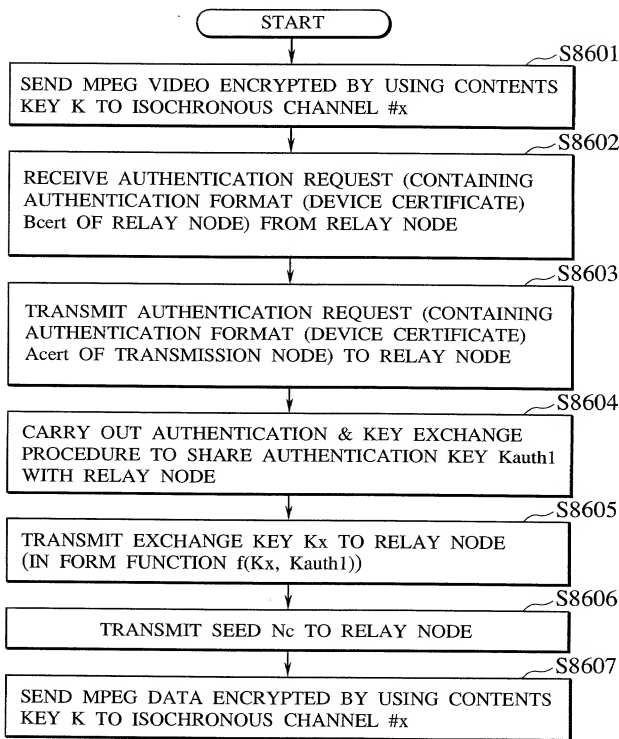 START
S8601
SEND MPEG VIDEO ENCRYPTED BY USING CONTENTS
KEY K TO ISOCHRONOUS CHANNEL #x
S8602
RECEIVE AUTHENTICATION REQUEST (CONTAINING
AUTHENTICATION FORMAT (DEVICE CERTIFICATE)
Bcert OF RELAY NODE) FROM RELAY NODE
S8603
TRANSMIT AUTHENTICATION REQUEST (CONTAINING
AUTHENTICATION FORMAT (DEVICE CERTIFICATE)
Acert OF TRANSMISSION NODE) TO RELAY NODE
S8604
CARRY OUT AUTHENTICATION & KEY EXCHANGE
PROCEDURE TO SHARE AUTHENTICATION KEY Kauth1
WITH RELAY NODE
S8605
TRANSMIT EXCHANGE KEY Kx TO RELAY NODE
(IN FORM FUNCTION f(Kx, Kauth1))
S8606
TRANSMIT SEED Nc TO RELAY NODE
S8607
SEND MPEG DATA ENCRYPTED BY USING CONTENTS
KEY K TO ISOCHRONOUS CHANNEL #x